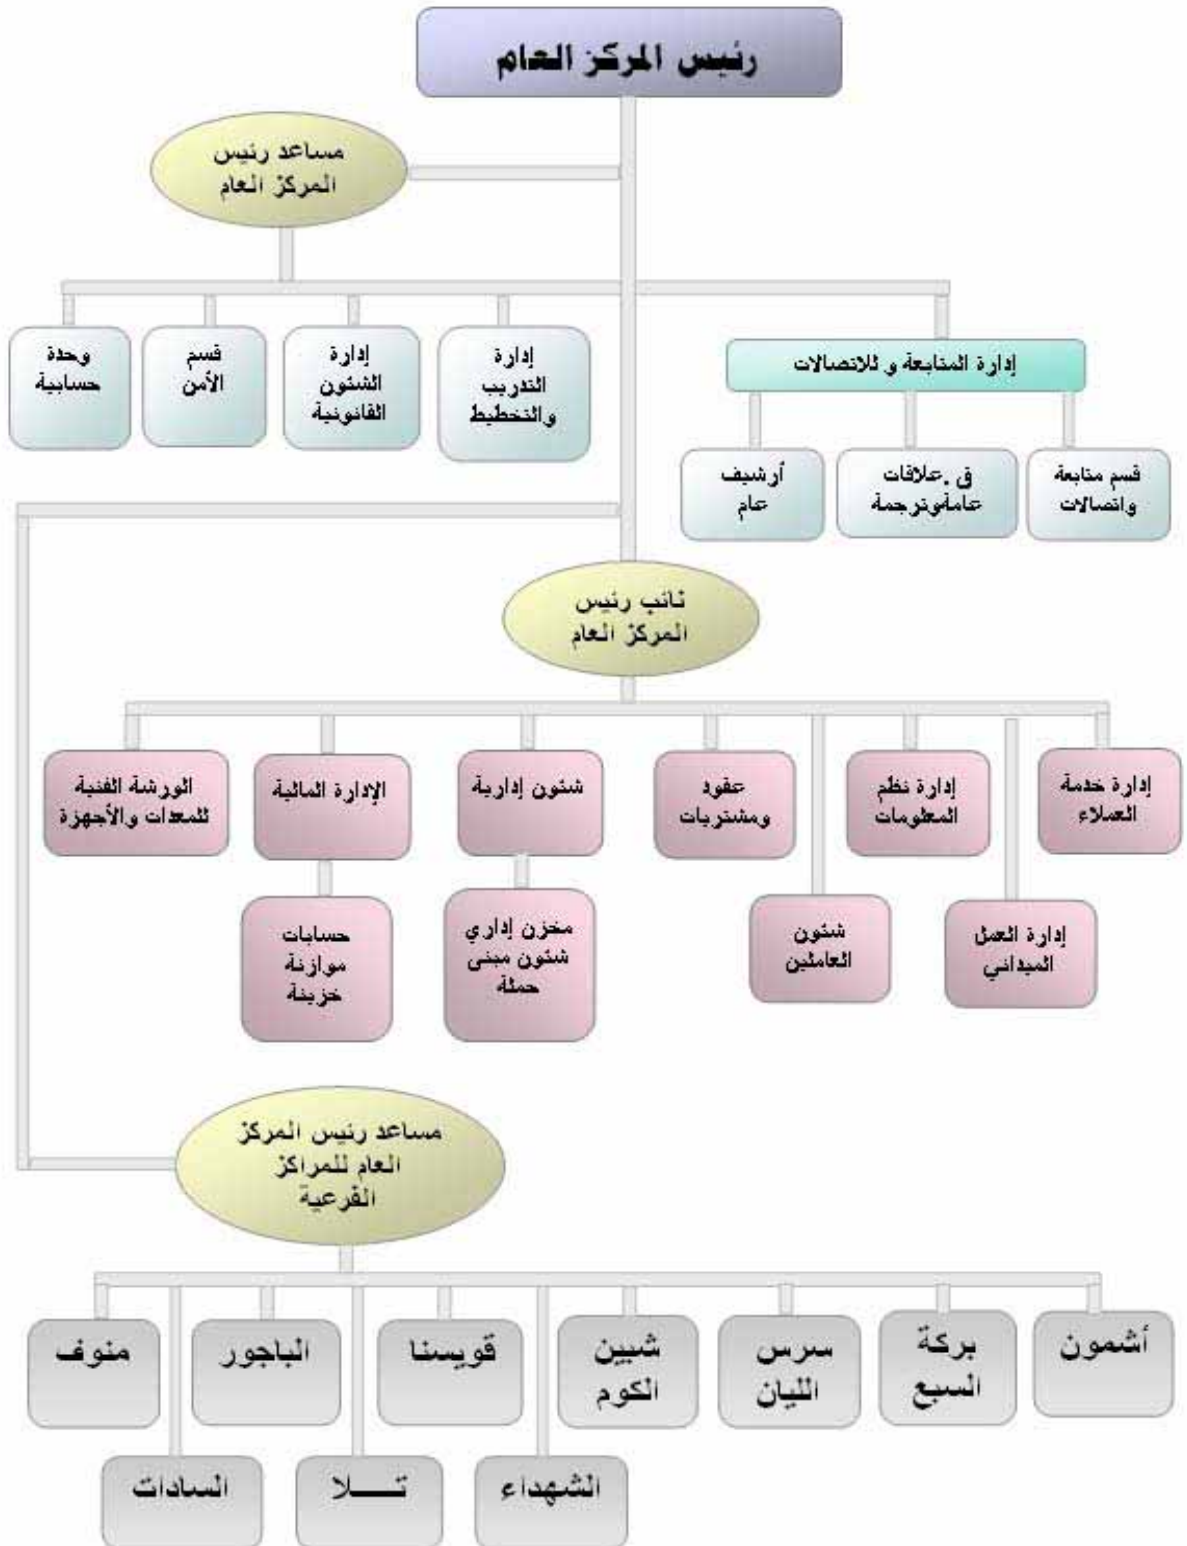 رئيس المركز العام
مساعد رئيس
المركز العام
إدارة المتابعة و للاتصالات
قسم متابعة
واتصالات
ق.علاقات
عامةوترجمة
أرشيف
عام
إدارة
التدريب
والتخطيط
إدارة
الشئون
القانونية
قسم
الأمن
وحدة
حسابية
نائب رئيس
المركز العام
إدارة خدمة
العملاء
إدارة العمل
الميداني
إدارة نظم
المعلومات
شئون
العاملين
عقود
ومشتريات
شئون إدارية
مخزن إداري
شئون مبنى
حملة
الإدارة المالية
حسابات
موازنة
خزينة
الورشة الفنية
للمعدات والأجهزة
مساعد رئيس المركز
العام للمراكز
الفرعية
أشمون
بركة
السبع
سرس
الليان
شبين
الكوم
قويسنا
الباجور
منوف
الشهداء
تـــلا
السادات